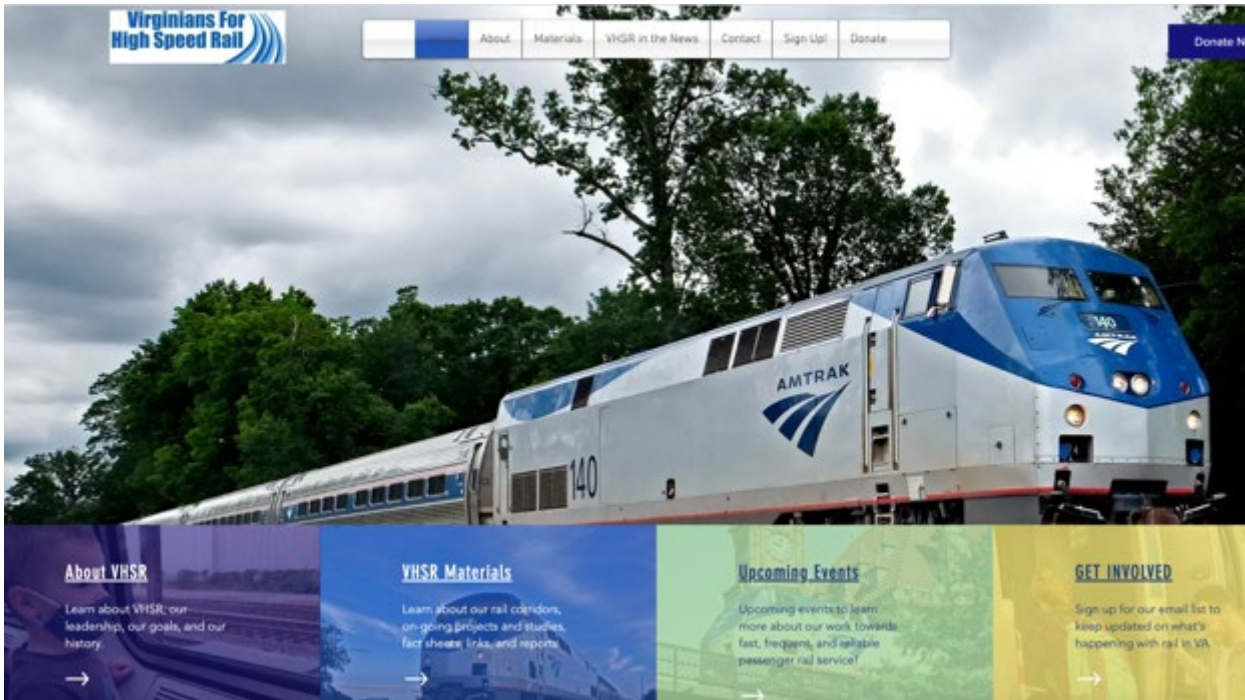 Virginians For
High Speed Rail
About
Materials
VHSR in the News
Contact
Sign Up!
Donate
Donate N
140
AMTRAK
AMTRAK
140
About VHSR
Learn about VHSR, our
leadership, our goals, and our
history.
VHSR Materials
Learn about our rail corridors,
on-going projects and studies,
fact sheets, links, and reports
Upcoming Events
Upcoming events to learn
more about our work towards
fast, frequent, and reliable
passenger rail service!
GET INVOLVED
Sign up for our email list to
keep updated on what's
happening with rail in VA